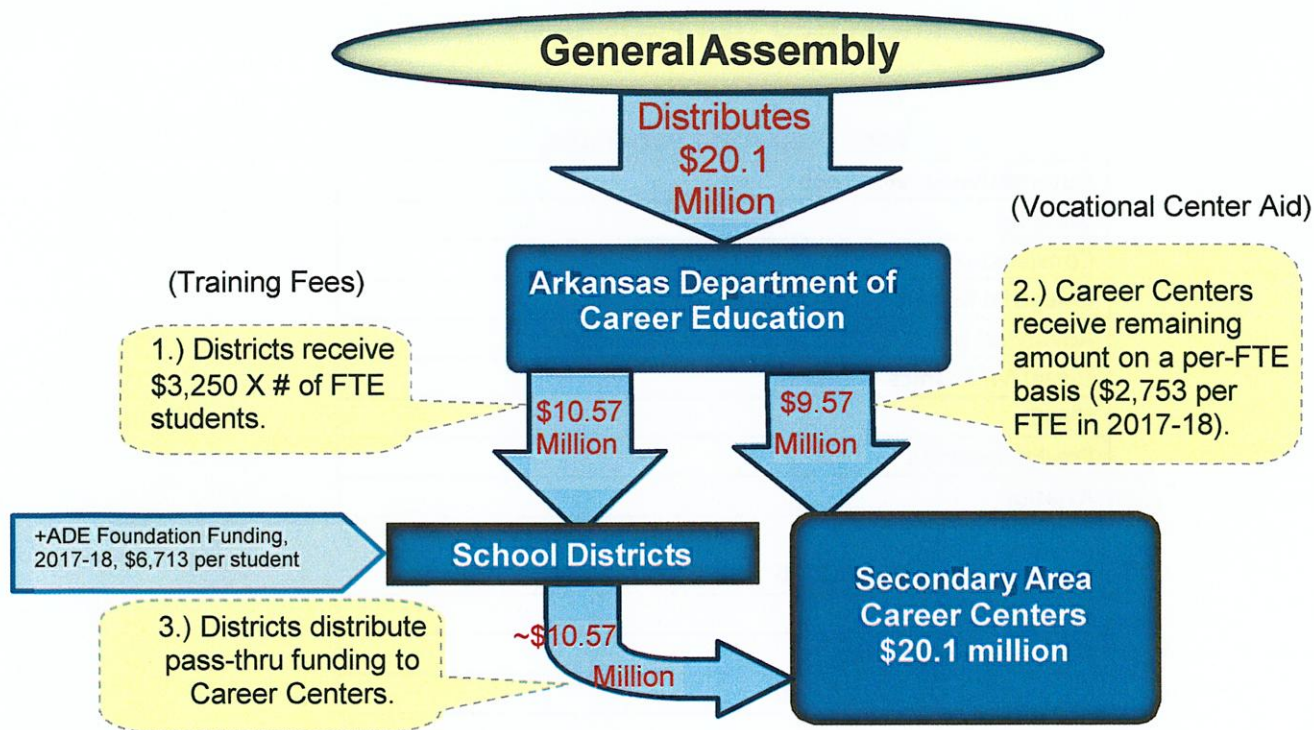 General Assembly
Distributes
$20.1
Million
(Vocational Center Aid)
(Training Fees)
Arkansas Department of
Career Education
1.) Districts receive
$3,250 X # of FTE
students.
2.) Career Centers
receive remaining
amount on a per-FTE
basis ($2,753 per
FTE in 2017-18).
$10.57
Million
$9.57
Million
+ADE Foundation Funding,
2017-18, $6,713 per student
School Districts
Secondary Area
Career Centers
$20.1 million
3.) Districts distribute
pass-thru funding to
Career Centers.
~$10.57
Million